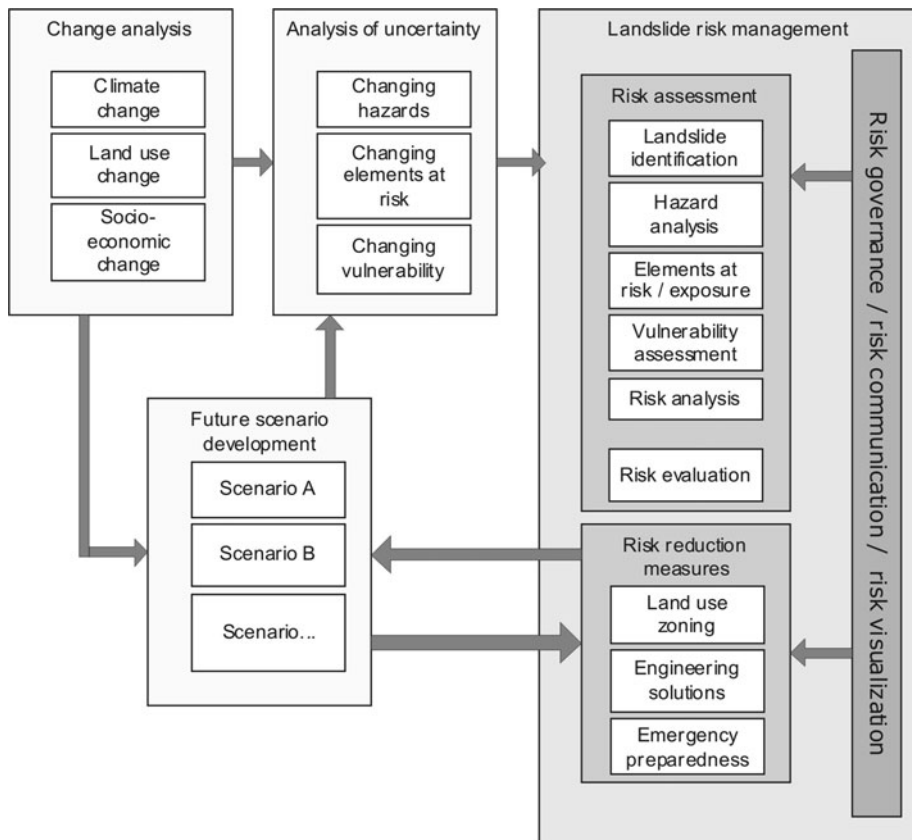 Change analysis
Climate
change
Land use
change
Socio-
economic
change
Analysis of uncertainty
Changing
hazards
Changing
elements at
risk
Changing
vulnerability
Future scenario
development
Scenario A
Scenario B
Scenario...
Landslide risk management
Risk assessment
Landslide
identification
Hazard
analysis
Elements at
risk / exposure
Vulnerability
assessment
Risk analysis
Risk evaluation
Risk reduction
measures
Land use
zoning
Engineering
solutions
Emergency
preparedness
Risk governance / risk communication / risk visualization